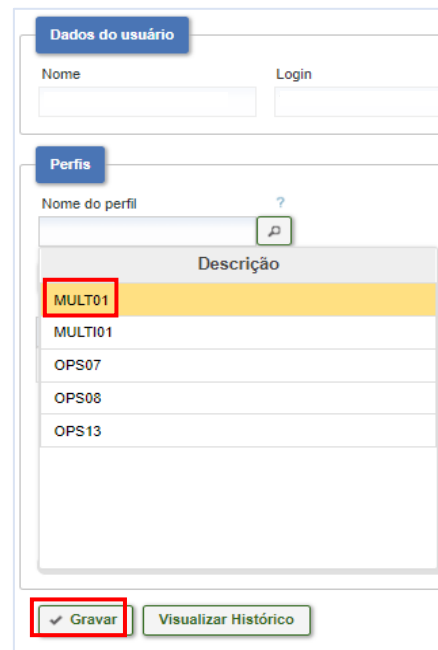 Dados do usuário
Nome Login
Perfis
Nome do perfil ?
Descrição
MULT01
MULTI01
OPS07
OPS08
OPS13
Gravar Visualizar Histórico